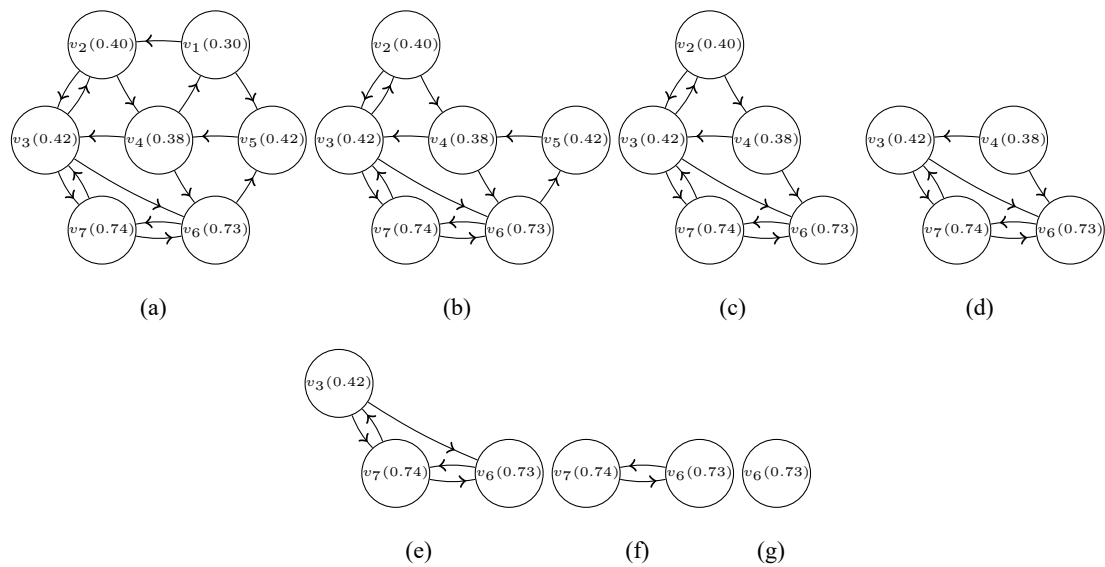 v2(0.40) v1(0.30)
v3(0.42) v4(0.38) v5(0.42)
v7(0.74) v6(0.73)
(a)
v2(0.40)
v3(0.42) v4(0.38) v5(0.42)
v7(0.74) v6(0.73)
(b)
v2(0.40)
v3(0.42) v4(0.38)
v7(0.74) v6(0.73)
(c)
v3(0.42) v4(0.38)
v7(0.74) v6(0.73)
(d)
v3(0.42)
v7(0.74) v6(0.73)
(e)
v7(0.74) v6(0.73)
(f)
v6(0.73)
(g)